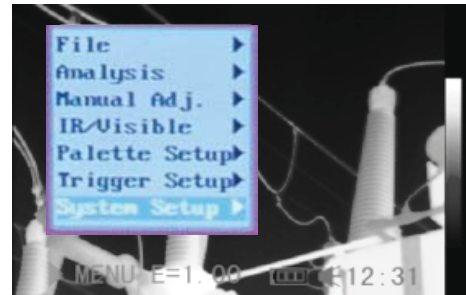 File
Analysis
Manual Adj.
IR/Visible
Palette Setup
Trigger Setup
System Setup
MENU E=1.00 12:31